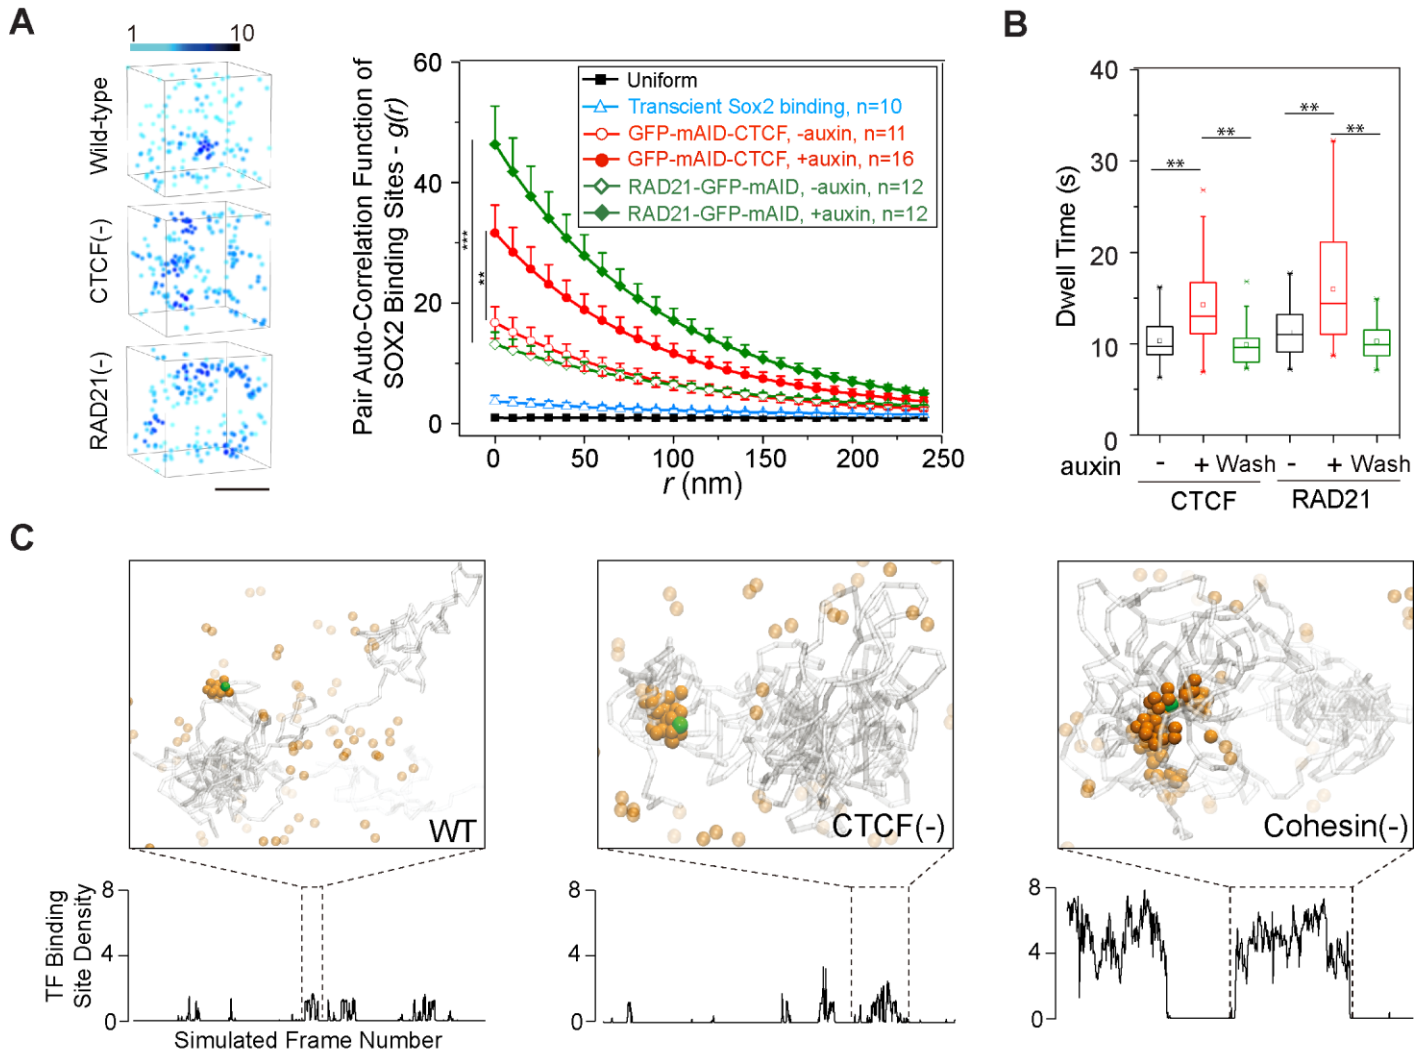 A
1 10
Wild-type
CTCF(-)
RAD21(-)
Pair Auto-Correlation Function of
SOX2 Binding Sites - g(r)
60
40
20
0
***
**
Uniform
Transcient Sox2 binding, n=10
GFP-mAID-CTCF, -auxin, n=11
GFP-mAID-CTCF, +auxin, n=16
RAD21-GFP-mAID, -auxin, n=12
RAD21-GFP-mAID, +auxin, n=12
0 50 100 150 200 250
r (nm)
B
Dwell Time (s)
40
30
20
10
0
** ** ** **
auxin - + Wash - + Wash
CTCF RAD21
C
WT
CTCF(-)
Cohesin(-)
TF Binding
Site Density
8
4
0
Simulated Frame Number
8
4
0
8
4
0